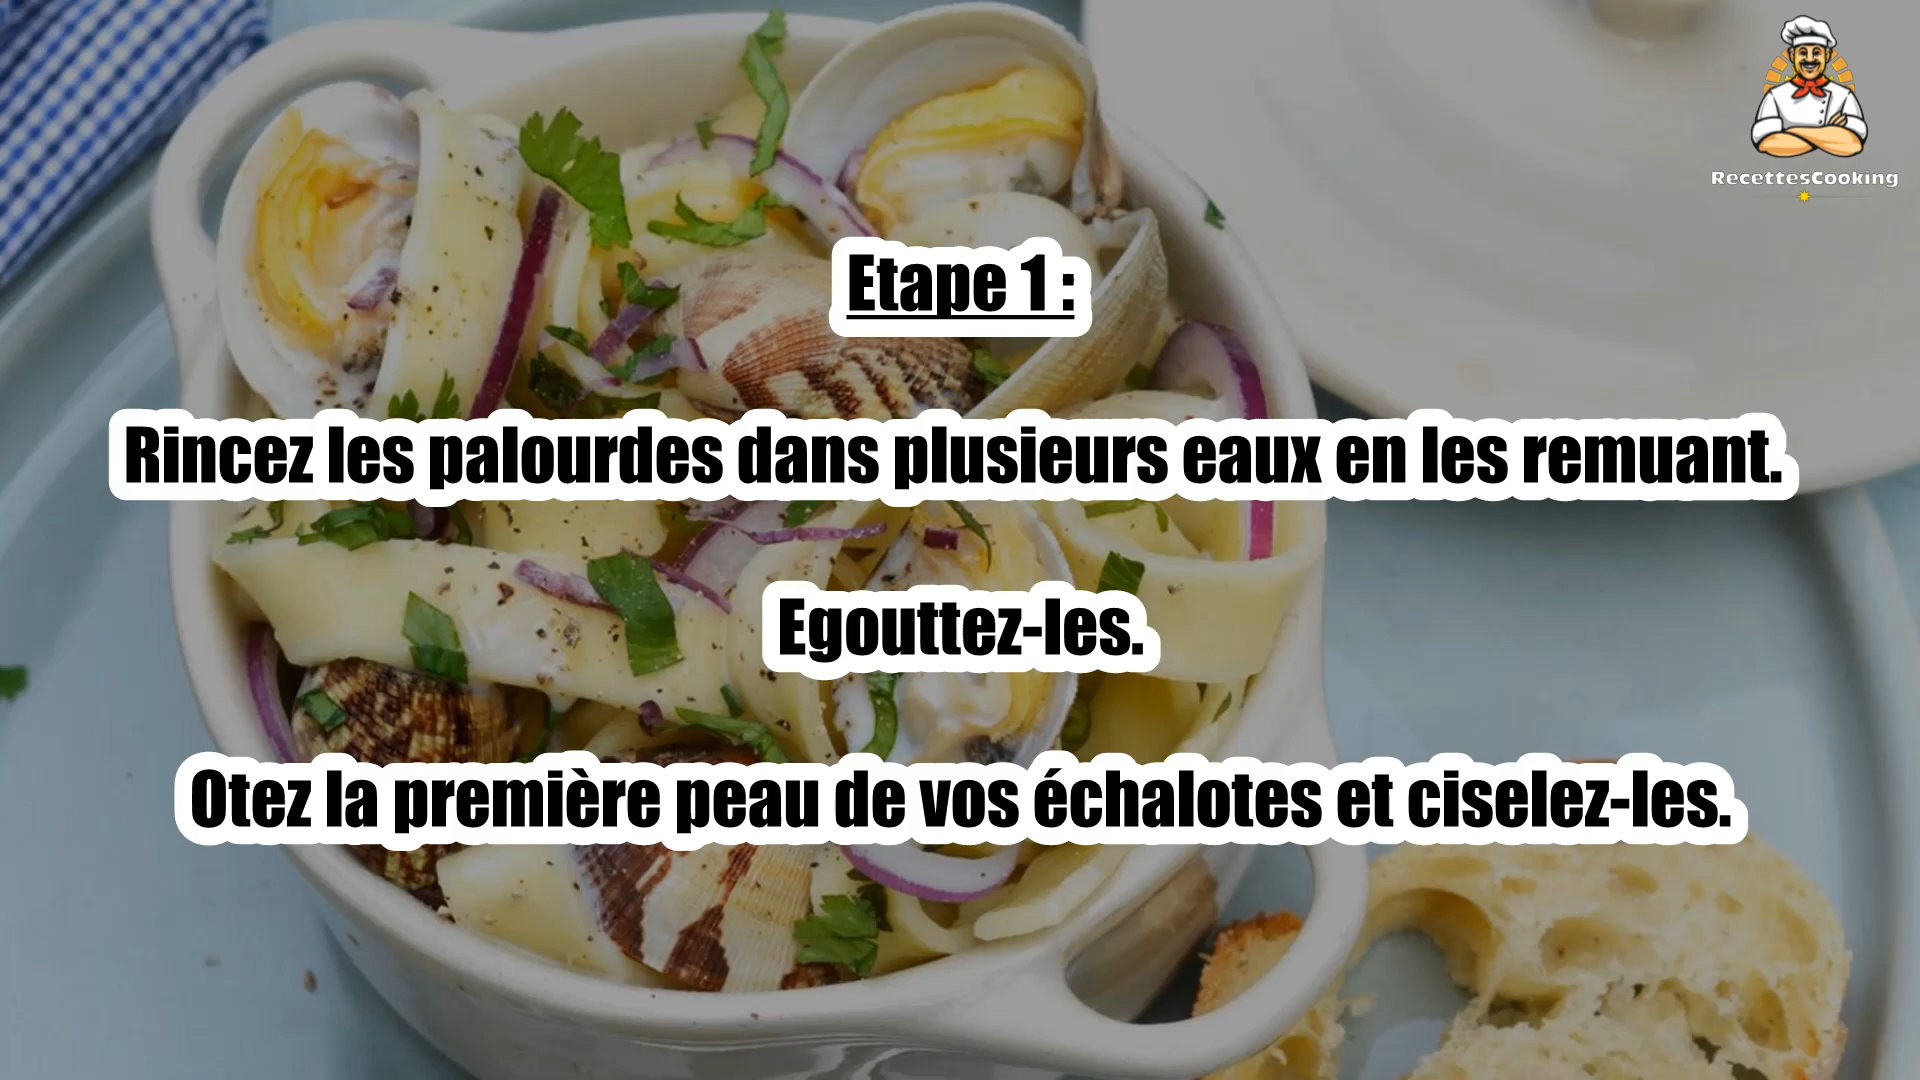 RecettesCooking
Etape 1 :
Rincez les palourdes dans plusieurs eaux en les remuant.
Egouttez-les.
Otez la première peau de vos échalotes et ciselez-les.